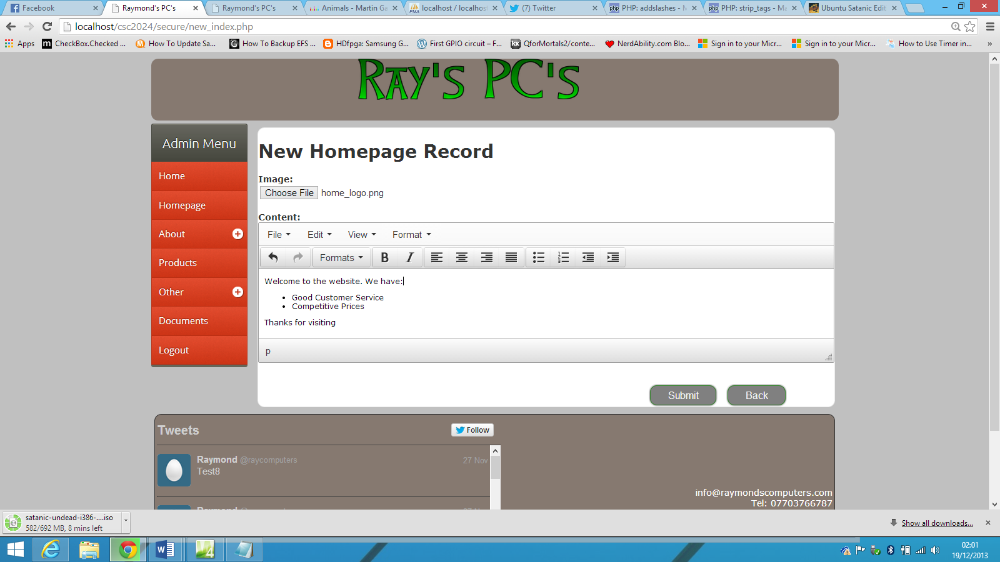 Facebook
Raymond's PC's
Raymond's PC's
Animals - Martin Ga
localhost / localhos
(7) Twitter
PHP: addslashes - M
PHP: strip_tags - Ma
Ubuntu Satanic Edit
localhost/csc2024/secure/new_index.php
Apps
CheckBox.Checked ...
How To Update Sa...
How To Backup EFS ...
HDfpga: Samsung G...
First GPIO circuit – F...
QforMortals2/conte...
NerdAbility.com Blo...
Sign in to your Micr...
Sign in to your Micr...
How to Use Timer in...
»
Ray's PC's
Admin Menu
Home
Homepage
About
Products
Other
Documents
Logout
New Homepage Record
Image:
Choose File home_logo.png
Content:
File Edit View Format
Formats B I
Welcome to the website. We have:
• Good Customer Service
• Competitive Prices
Thanks for visiting
p
Submit Back
Tweets
Follow
Raymond @raycomputers 27 Nov
Test8
info@raymondscomputers.com
Tel: 07703766787
satanic-undead-i386-....iso
582/692 MB, 8 mins left
Show all downloads...
02:01
19/12/2013